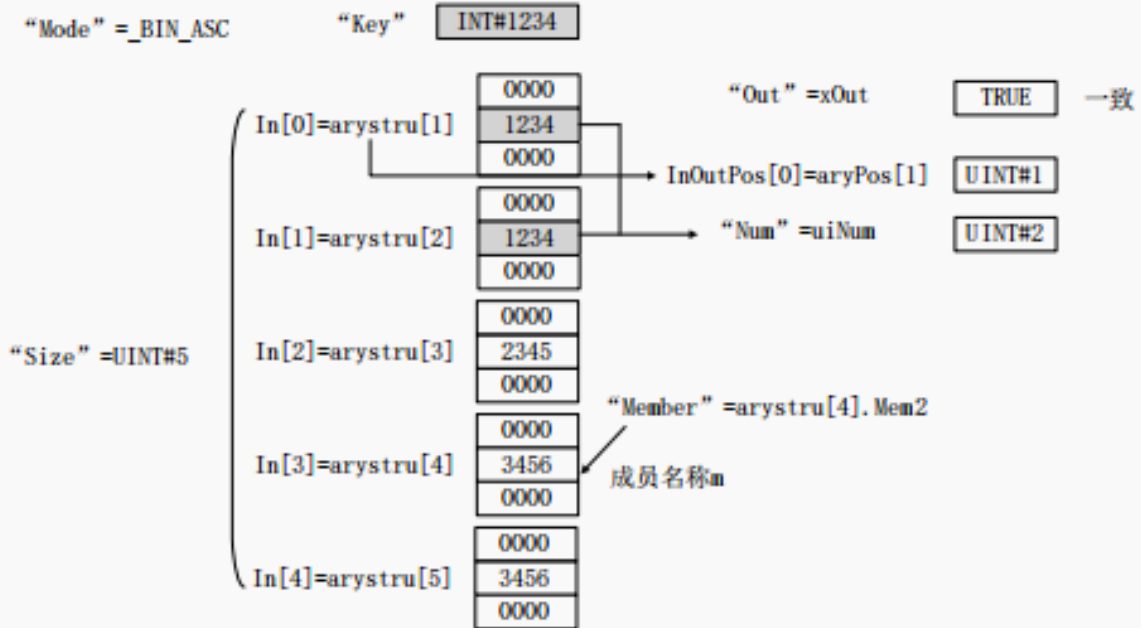 “Mode”=_BIN_ASC “Key” INT#1234
0000
“Out”=xOut TRUE 一致
In[0]=arystru[1] 1234
0000
InOutPos[0]=aryPos[1] UINT#1
0000
In[1]=arystru[2] 1234
“Num”=uiNum UINT#2
0000
0000
“Size”=UINT#5 In[2]=arystru[3] 2345
0000
“Member”=arystru[4].Mem2
0000
In[3]=arystru[4] 3456
成员名称m
0000
0000
In[4]=arystru[5] 3456
0000